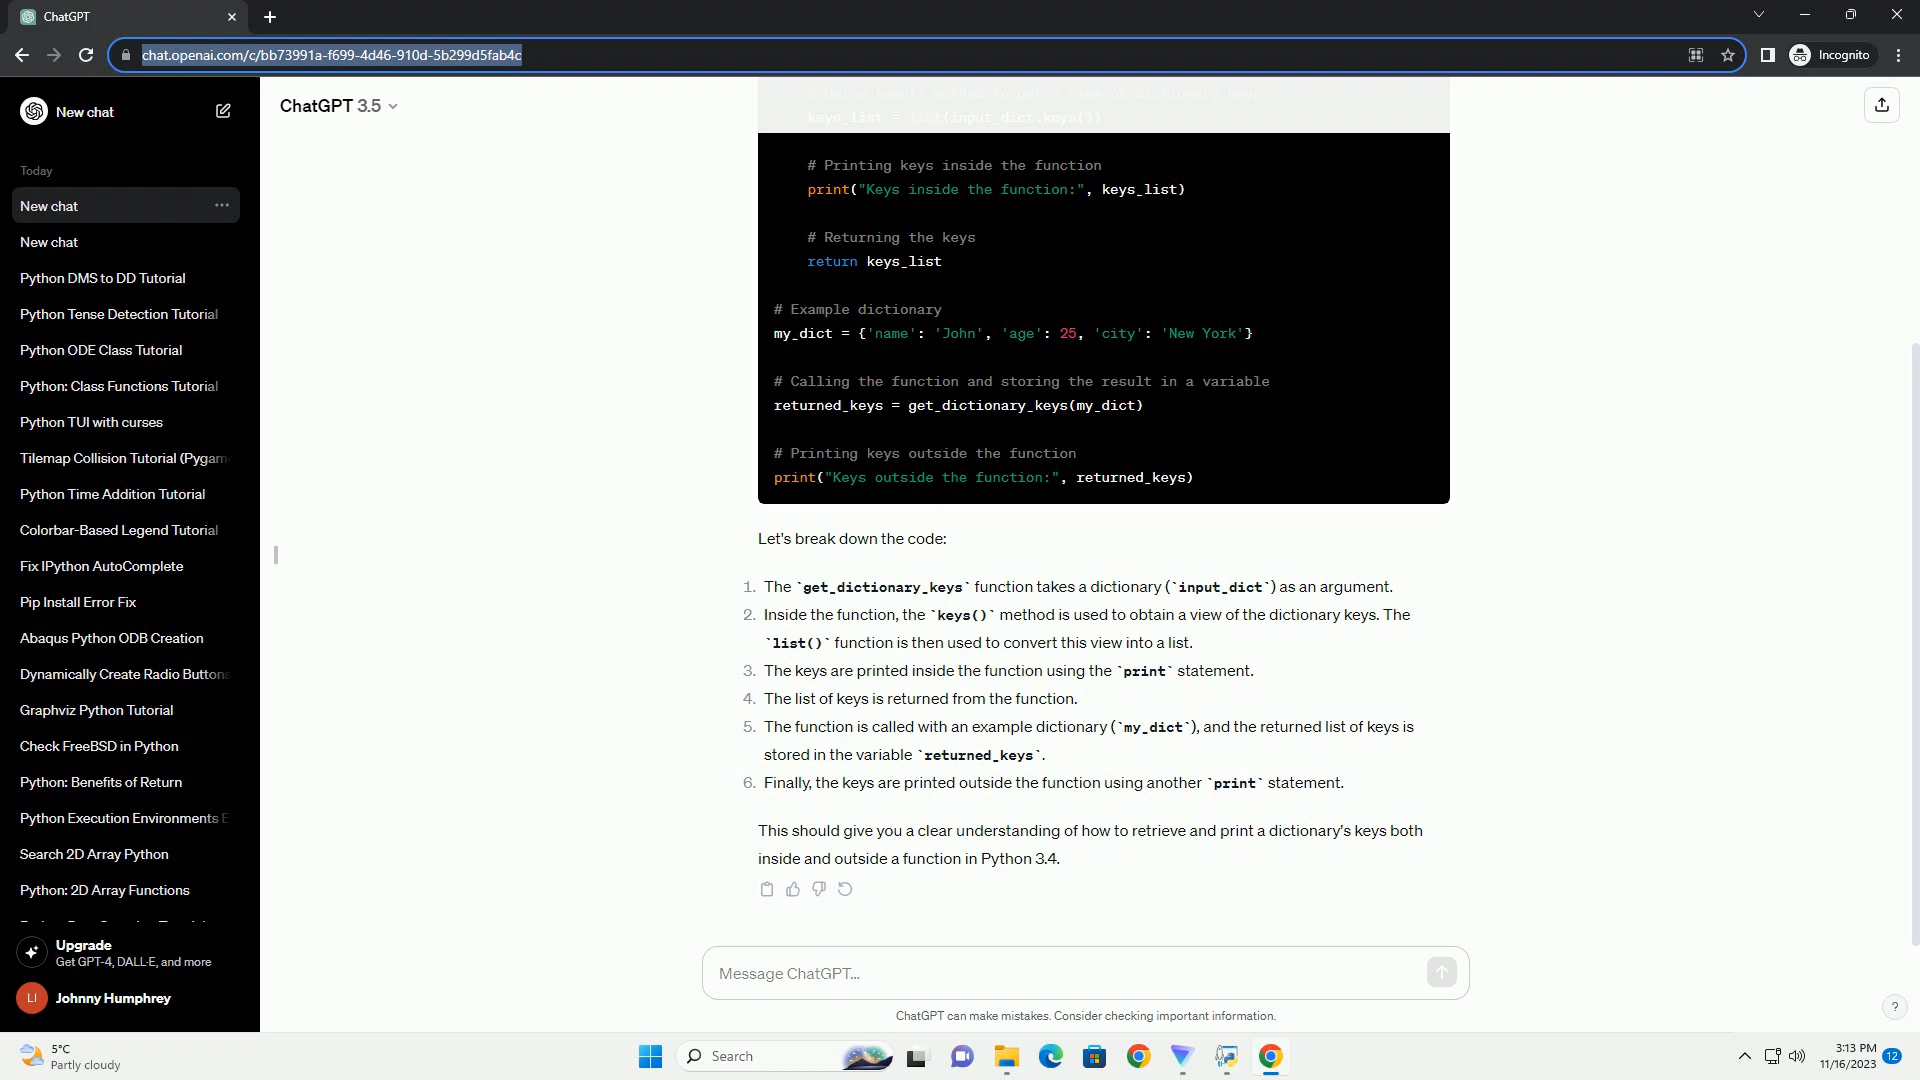 ChatGPT
chat.openai.com/c/bb73991a-f699-4d46-910d-5b299d5fab4c
Incognito
New chat
Today
New chat
New chat
Python DMS to DD Tutorial
Python Tense Detection Tutorial
Python ODE Class Tutorial
Python: Class Functions Tutorial
Python TUI with curses
Tilemap Collision Tutorial (Pygam
Python Time Addition Tutorial
Colorbar-Based Legend Tutorial
Fix IPython AutoComplete
Pip Install Error Fix
Abaqus Python ODB Creation
Dynamically Create Radio Buttons
Graphviz Python Tutorial
Check FreeBSD in Python
Python: Benefits of Return
Python Execution Environments E
Search 2D Array Python
Python: 2D Array Functions
Upgrade
Get GPT-4, DALL·E, and more
LI
Johnny Humphrey
ChatGPT 3.5
keys_list = list(input_dict.keys())
# Printing keys inside the function
print("Keys inside the function:", keys_list)
# Returning the keys
return keys_list
# Example dictionary
my_dict = {'name': 'John', 'age': 25, 'city': 'New York'}
# Calling the function and storing the result in a variable
returned_keys = get_dictionary_keys(my_dict)
# Printing keys outside the function
print("Keys outside the function:", returned_keys)
Let's break down the code:
1. The `get_dictionary_keys` function takes a dictionary (`input_dict`) as an argument.
2. Inside the function, the `keys()` method is used to obtain a view of the dictionary keys. The
`list()` function is then used to convert this view into a list.
3. The keys are printed inside the function using the `print` statement.
4. The list of keys is returned from the function.
5. The function is called with an example dictionary (`my_dict`), and the returned list of keys is
stored in the variable `returned_keys`.
6. Finally, the keys are printed outside the function using another `print` statement.
This should give you a clear understanding of how to retrieve and print a dictionary's keys both
inside and outside a function in Python 3.4.
Message ChatGPT...
ChatGPT can make mistakes. Consider checking important information.
?
5°C
Partly cloudy
Search
3:13 PM
11/16/2023
12